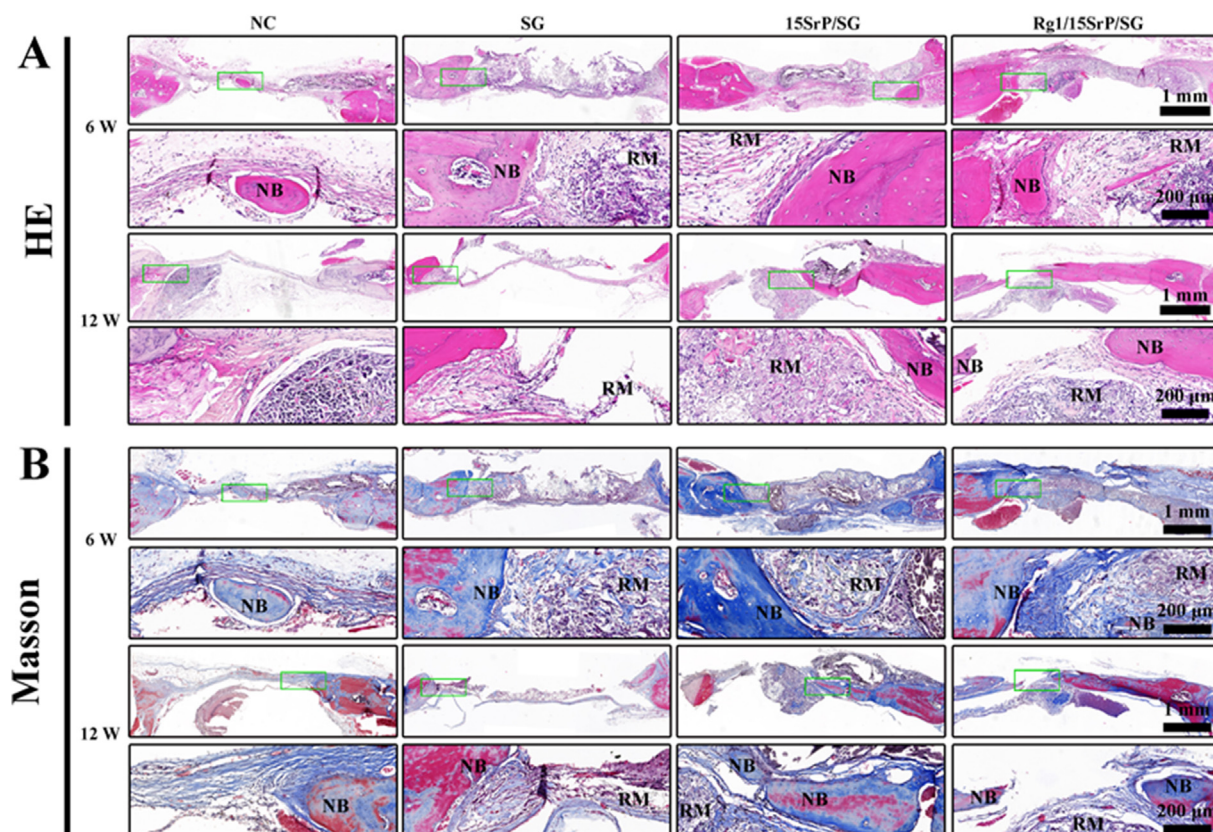 A
NC SG 15SrP/SG Rg1/15SrP/SG
1 mm
6 W
NB NB RM RM NB NB RM
200 μm
HE
1 mm
12 W
RM RM NB NB NB RM
200 μm
B
1 mm
6 W
NB NB RM NB RM NB RM
NB 200 μm
Masson
1 mm
12 W
NB NB RM NB NB RM NB NB
200 μm
RM